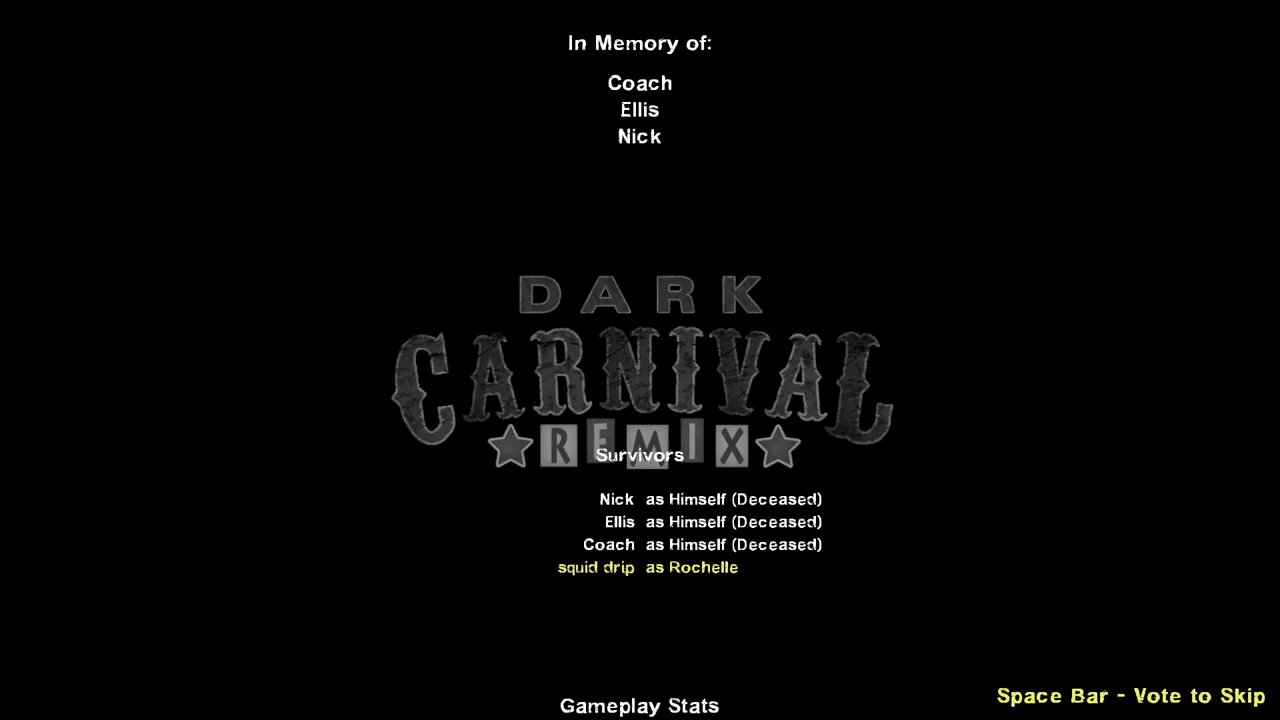 In Memory of:
Coach
Ellis
Nick
DARK
CARNIVAL
REMIX
Survivors
Nick as Himself (Deceased)
Ellis as Himself (Deceased)
Coach as Himself (Deceased)
squid drip as Rochelle
Gameplay Stats
Space Bar - Vote to Skip